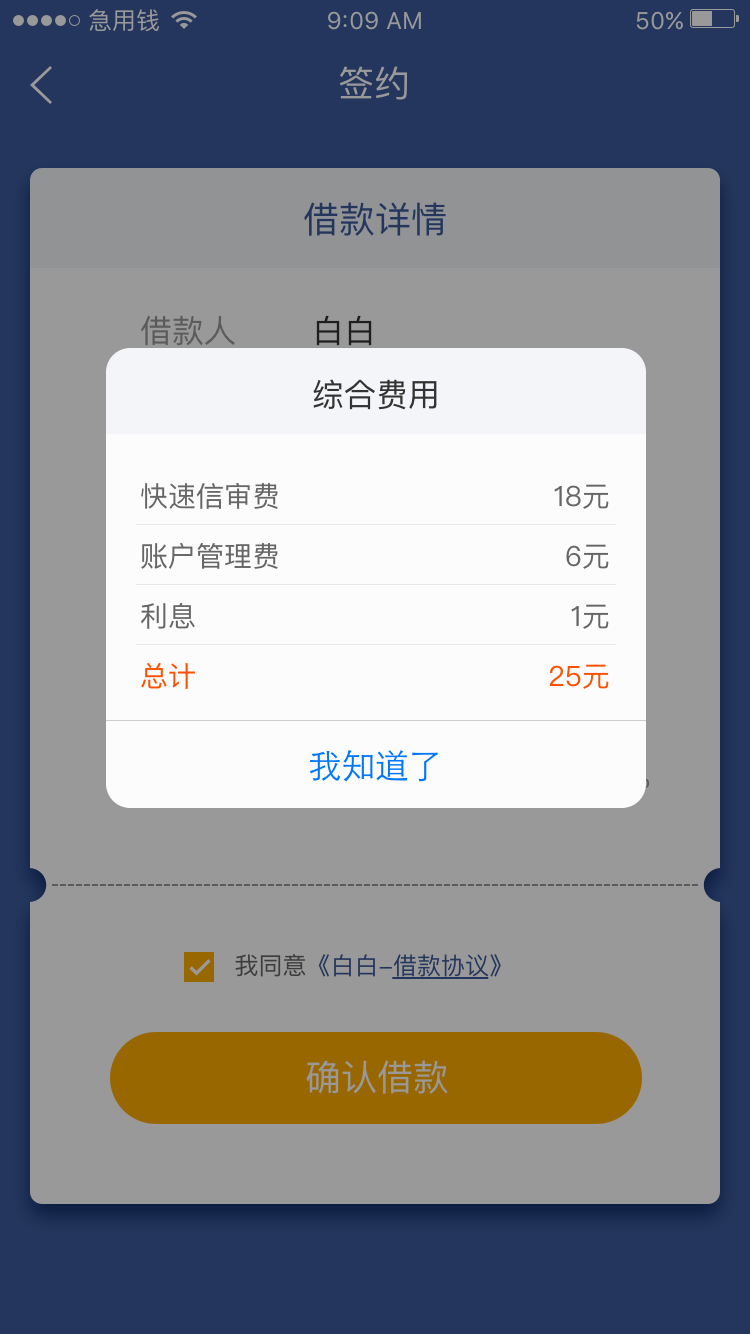 急用钱 9:09 AM 50%
签约
借款详情
借款人 白白
综合费用
快速信审费 18元
账户管理费 6元
利息 1元
总计 25元
我知道了
我同意《白白-借款协议》
确认借款